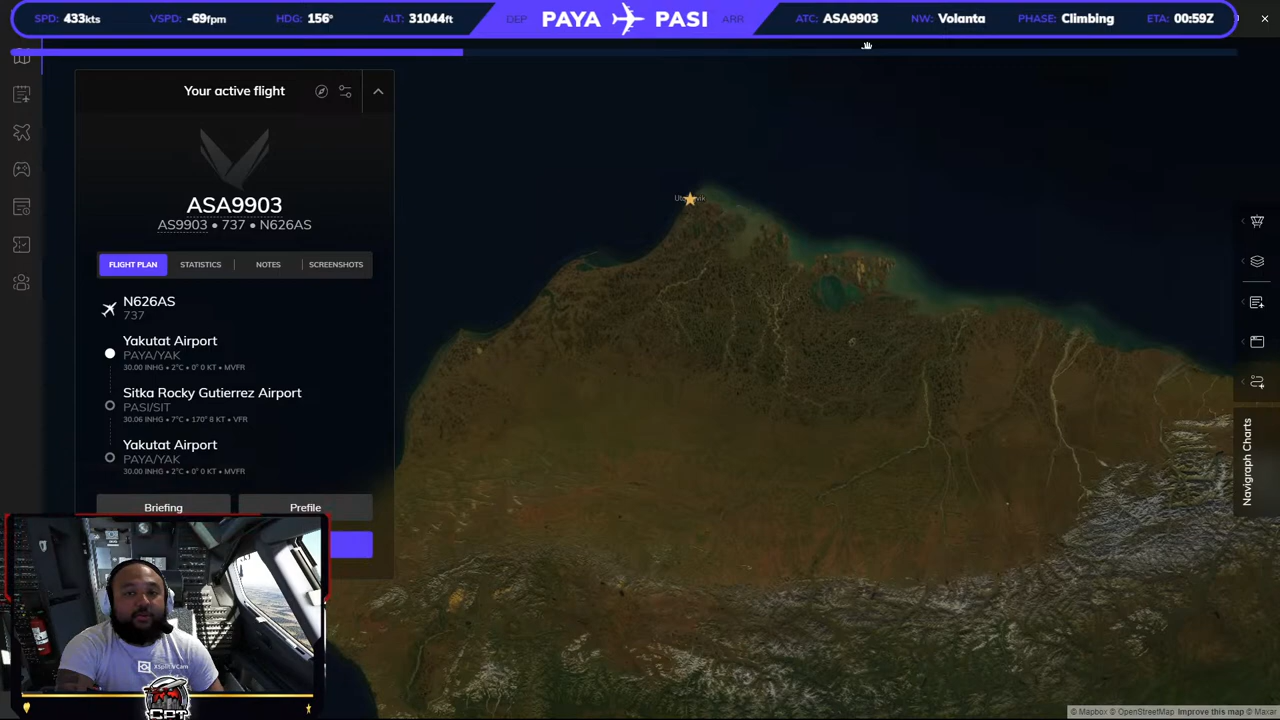 SPD: 433kts VSPD: -69fpm HDG: 156° ALT: 31044ft DEP PAYA PASI ARR ATC: ASA9903 NW: Volanta PHASE: Climbing ETA: 00:59Z
Your active flight
ASA9903
AS9903 • 737 • N626AS
FLIGHT PLAN STATISTICS NOTES SCREENSHOTS
N626AS
737
Yakutat Airport
PAYA/YAK
30.00 INHG • 2°C • 0° 0 KT • MVFR
Sitka Rocky Gutierrez Airport
PASI/SIT
30.06 INHG • 7°C • 170° 8 KT • VFR
Yakutat Airport
PAYA/YAK
30.00 INHG • 2°C • 0° 0 KT • MVFR
Briefing Prefile
Navigraph Charts
XSplit VCam
CPT
© Mapbox © OpenStreetMap Improve this map © Maxar